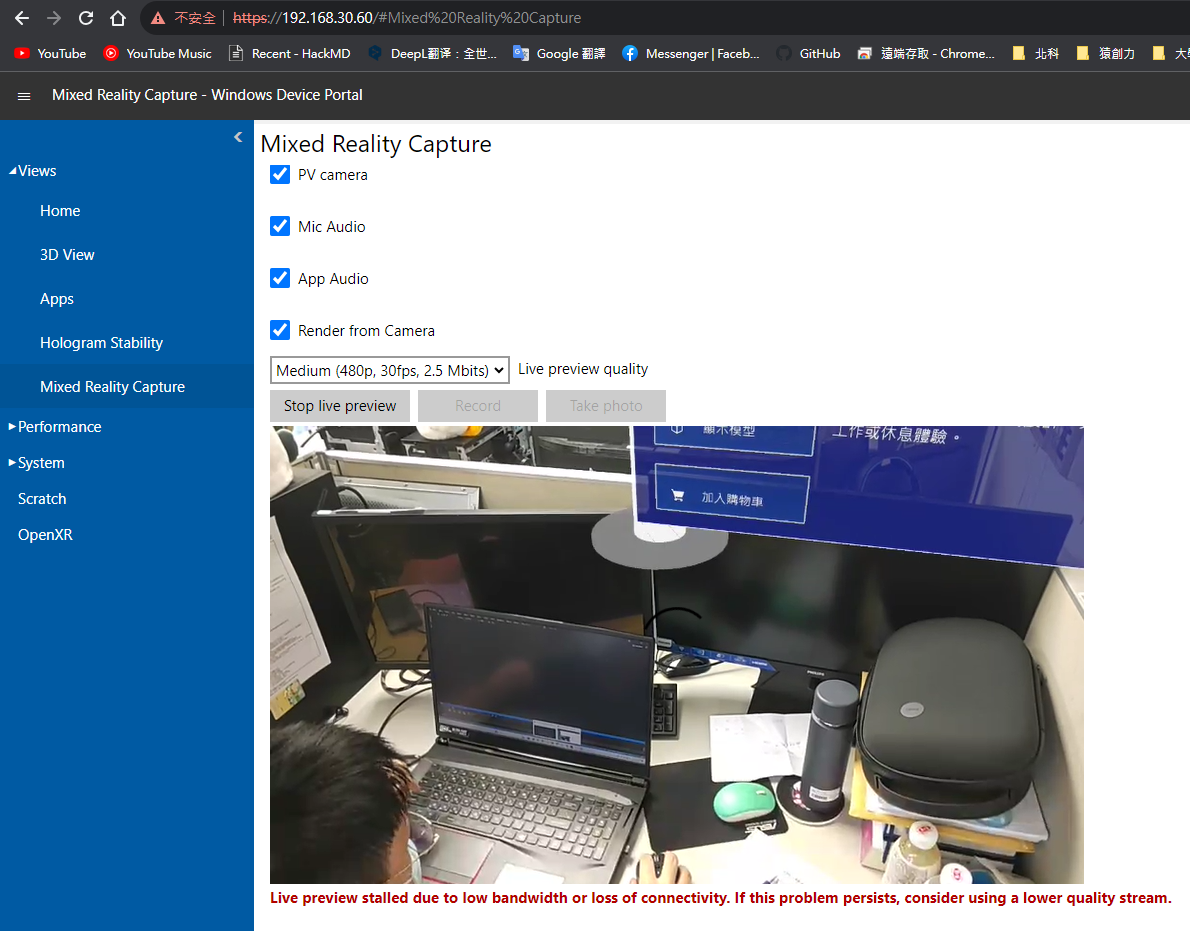 不安全 https://192.168.30.60/#Mixed%20Reality%20Capture
YouTube YouTube Music Recent - HackMD DeepL翻译：全世... Google 翻譯 Messenger | Faceb... GitHub 遠端存取 - Chrome... 北科 猿創力
Mixed Reality Capture - Windows Device Portal
Views
Home
3D View
Apps
Hologram Stability
Mixed Reality Capture
Performance
System
Scratch
OpenXR
Mixed Reality Capture
PV camera
Mic Audio
App Audio
Render from Camera
Medium (480p, 30fps, 2.5 Mbits) Live preview quality
Stop live preview Record Take photo
顯示模型
工作或休息體驗。
加入購物車
PHILIPS
Live preview stalled due to low bandwidth or loss of connectivity. If this problem persists, consider using a lower quality stream.